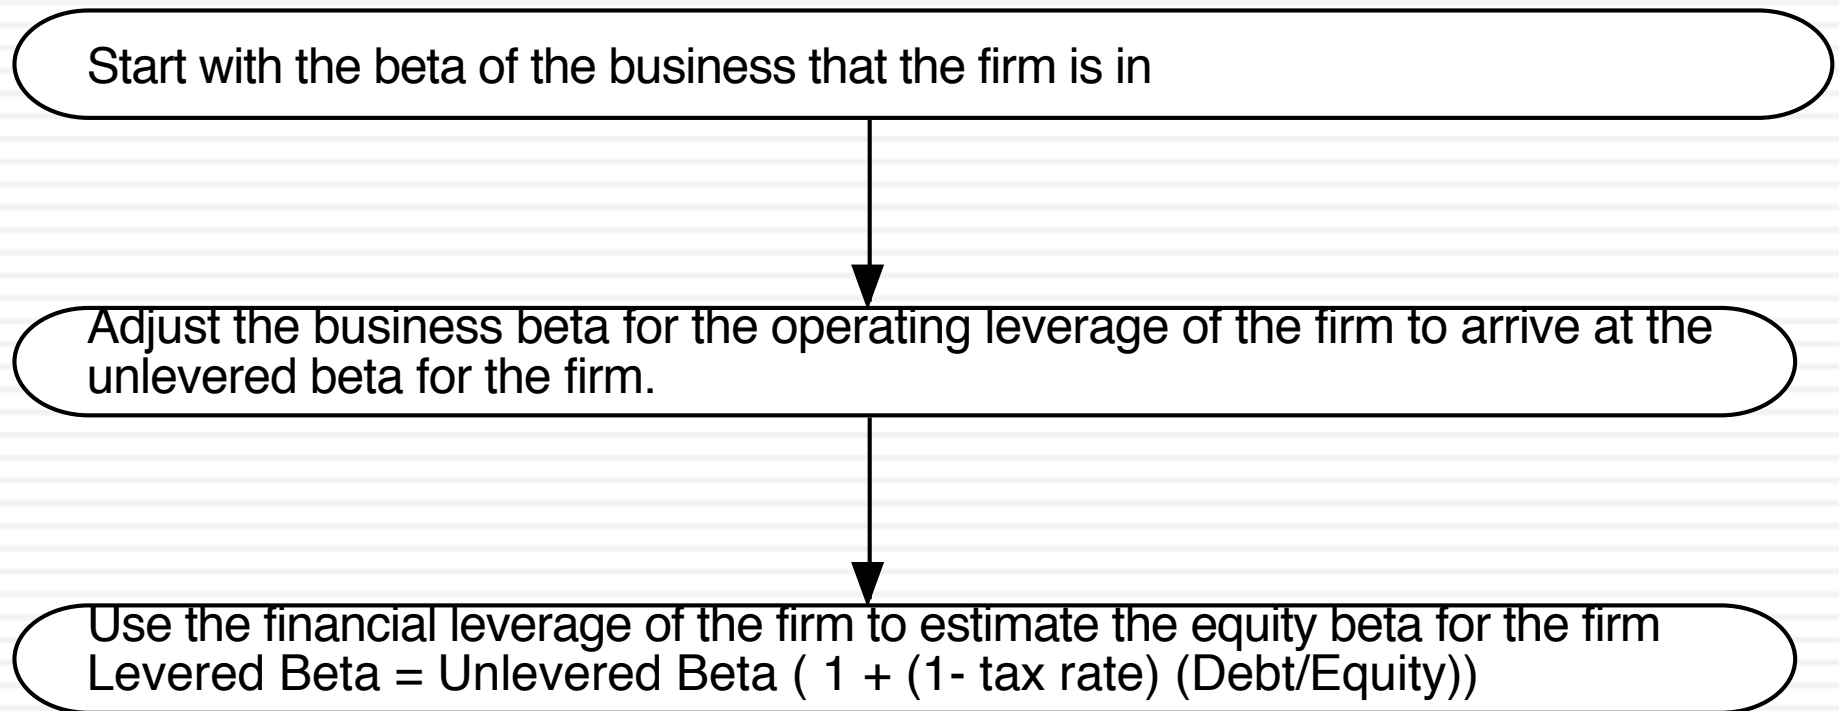 Start with the beta of the business that the firm is in
Adjust the business beta for the operating leverage of the firm to arrive at the
unlevered beta for the firm.
Use the financial leverage of the firm to estimate the equity beta for the firm
Levered Beta = Unlevered Beta ( 1 + (1- tax rate) (Debt/Equity))